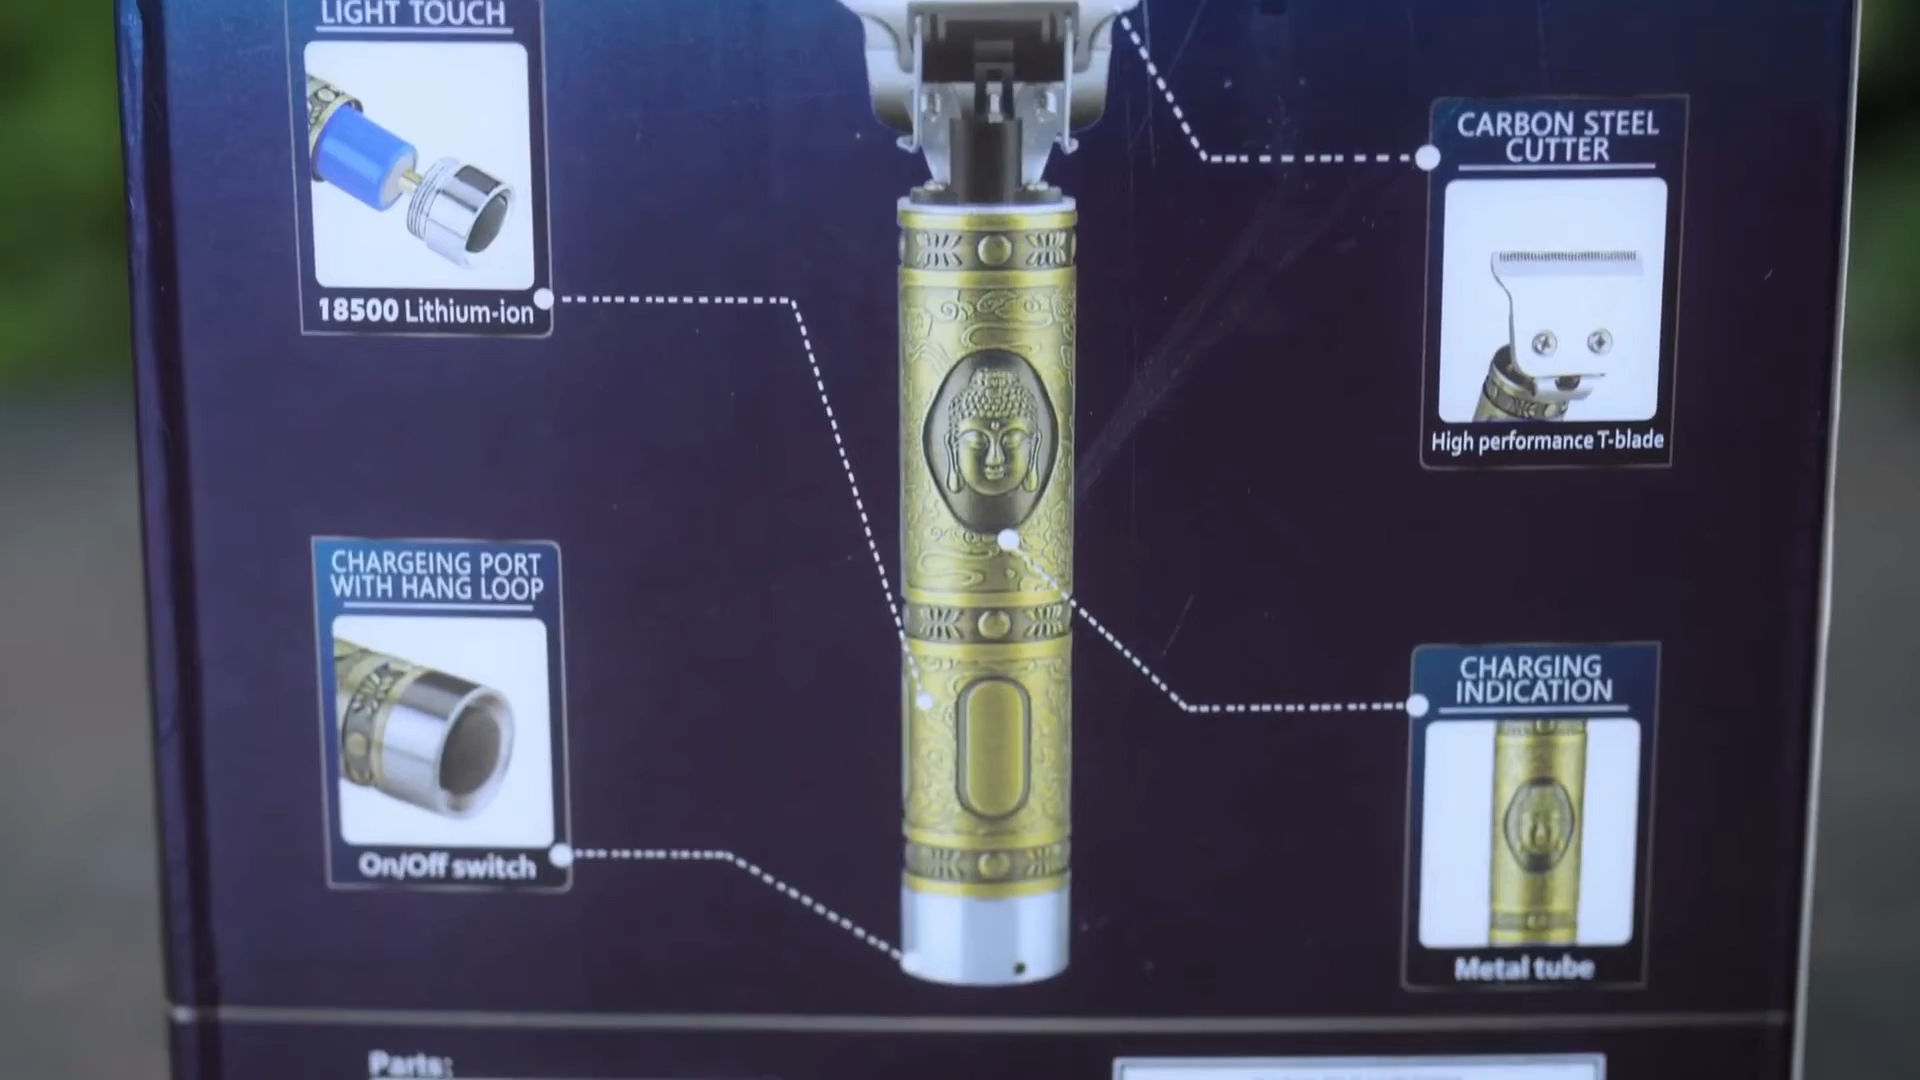 LIGHT TOUCH
18500 Lithium-ion
CHARGEING PORT
WITH HANG LOOP
On/Off switch
CARBON STEEL
CUTTER
High performance T-blade
CHARGING
INDICATION
Metal tube
Parts: